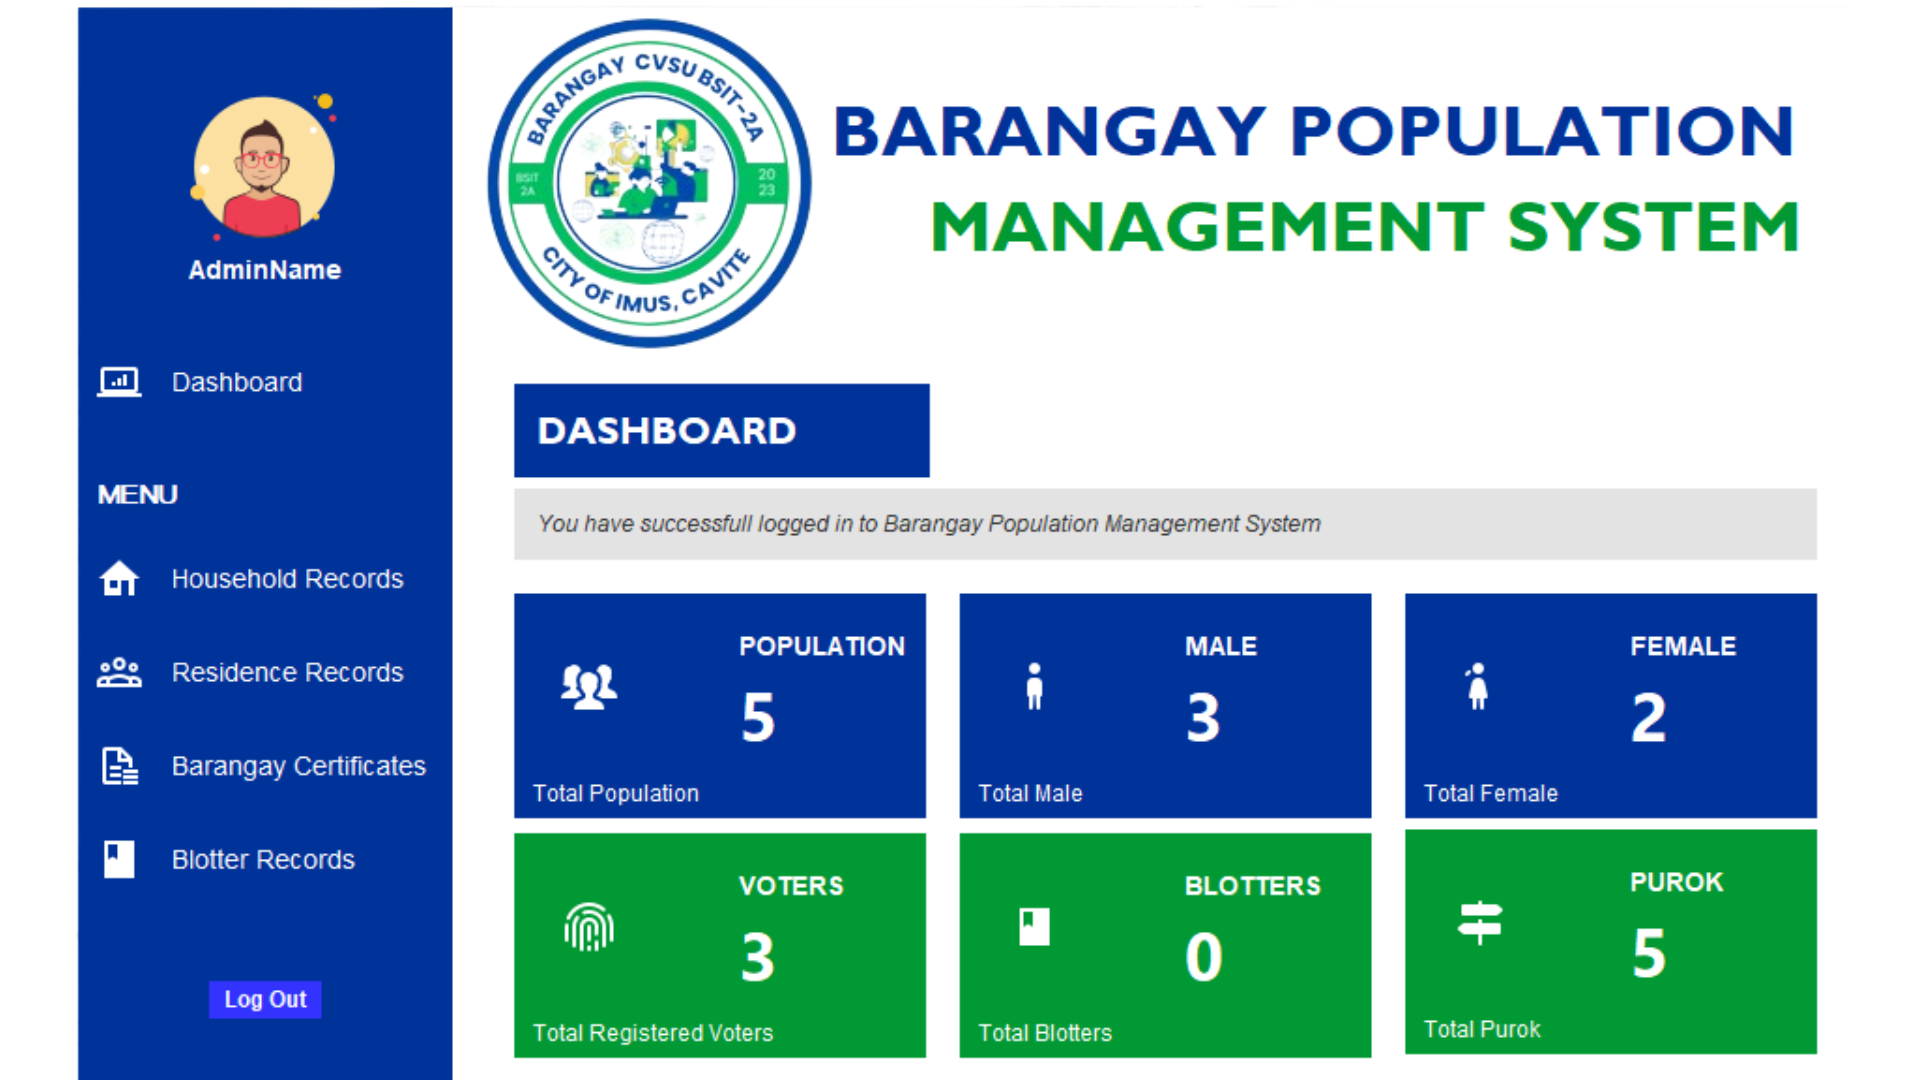 AdminName
Dashboard
MENU
Household Records
Residence Records
Barangay Certificates
Blotter Records
Log Out
BARANGAY CVSU BSIT-2A
BSIT
2A
20
23
CITY OF IMUS, CAVITE
BARANGAY POPULATION
MANAGEMENT SYSTEM
DASHBOARD
You have successfull logged in to Barangay Population Management System
POPULATION
5
Total Population
MALE
3
Total Male
FEMALE
2
Total Female
VOTERS
3
Total Registered Voters
BLOTTERS
0
Total Blotters
PUROK
5
Total Purok